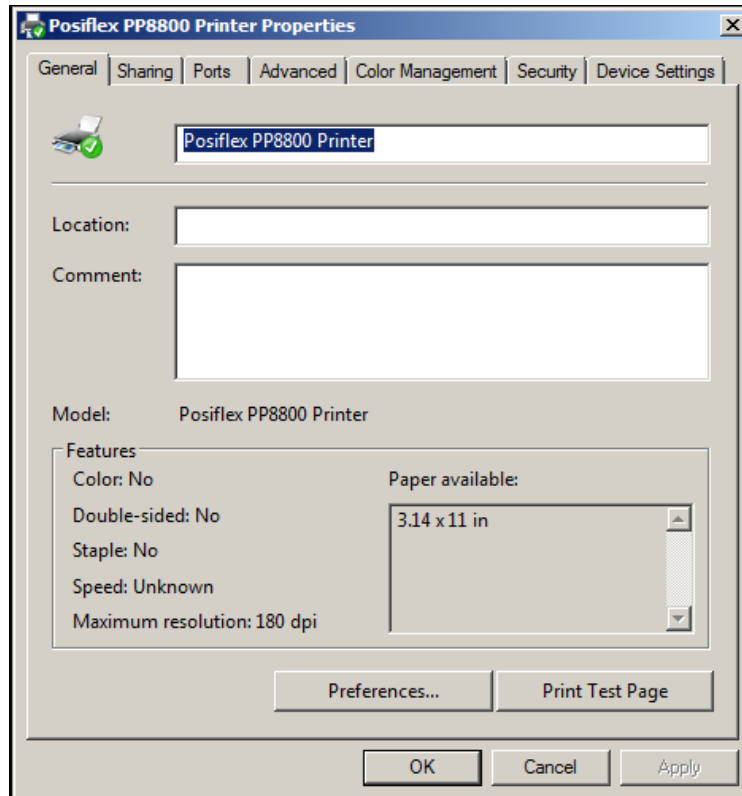 Posiflex PP8800 Printer Properties
General Sharing Ports Advanced Color Management Security Device Settings
Posiflex PP8800 Printer
Location:
Comment:
Model: Posiflex PP8800 Printer
Features
Color: No
Paper available:
Double-sided: No
3.14 x 11 in
Staple: No
Speed: Unknown
Maximum resolution: 180 dpi
Preferences... Print Test Page
OK Cancel Apply